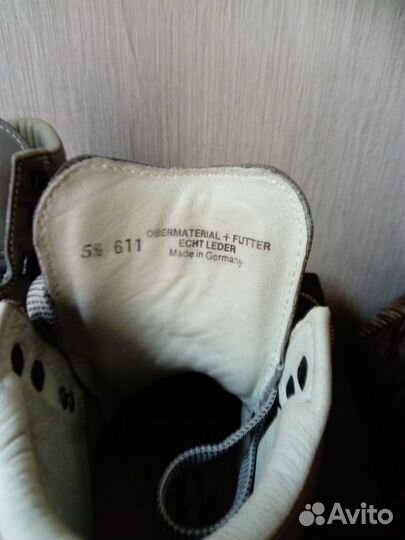 5½ 611 OBERMATERIAL + FUTTER
ECHT LEDER
Made in Germany
Avito